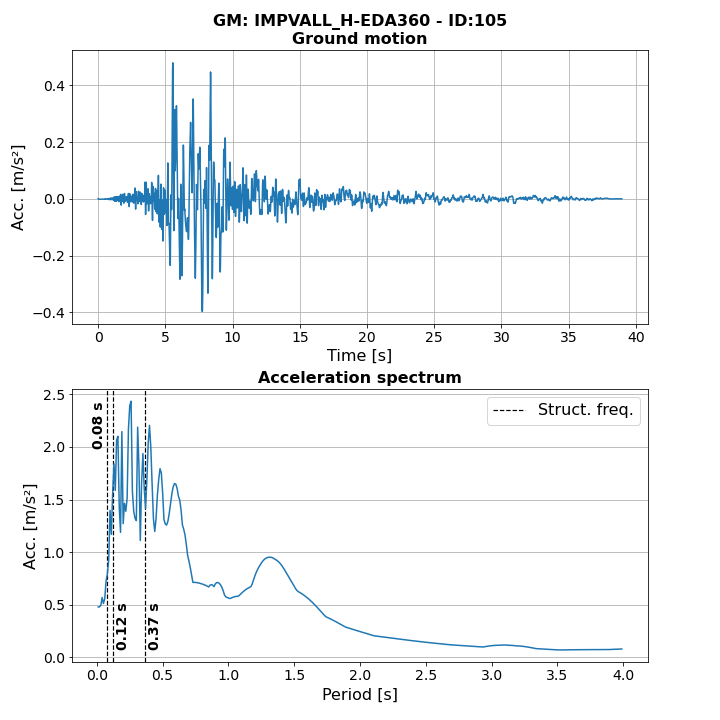 GM: IMPVALL_H-EDA360 - ID:105
Ground motion
0.4
0.2
0.0
−0.2
−0.4
Acc. [m/s²]
0 5 10 15 20 25 30 35 40
Time [s]
Acceleration spectrum
2.5
2.0
1.5
1.0
0.5
0.0
Acc. [m/s²]
Struct. freq.
0.08 s
0.12 s
0.37 s
0.0 0.5 1.0 1.5 2.0 2.5 3.0 3.5 4.0
Period [s]